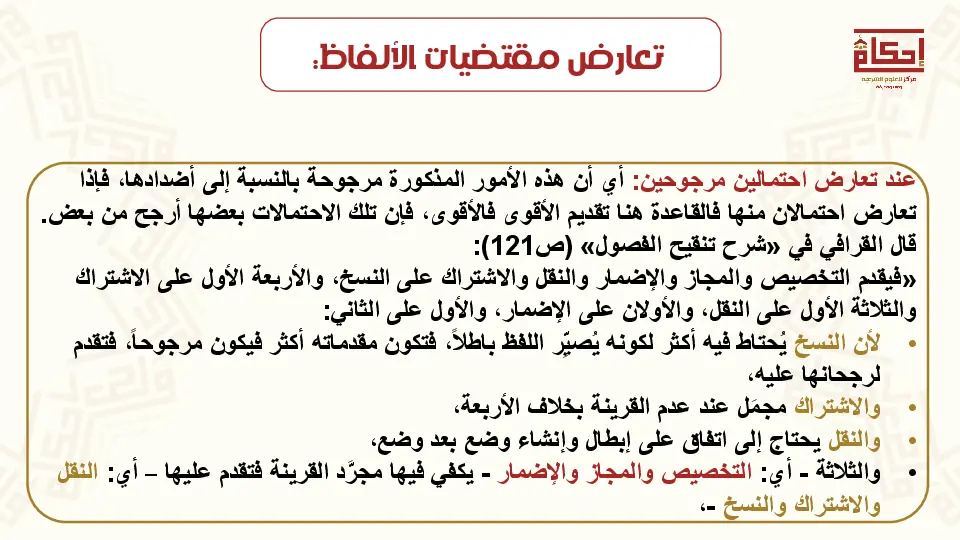 تعارض مقتضيات الألفاظ:
إحكام
مركز للعلوم الشرعية
عند تعارض احتمالين مرجوحين: أي أن هذه الأمور المذكورة مرجوحة بالنسبة إلى أضدادها، فإذا
تعارض احتمالان منها فالقاعدة هنا تقديم الأقوى فالأقوى، فإن تلك الاحتمالات بعضها أرجح من بعض.
قال القرافي في «شرح تنقيح الفصول» (ص121):
«فيقدم التخصيص والمجاز والإضمار والنقل والاشتراك على النسخ، والأربعة الأول على الاشتراك
والثلاثة الأول على النقل، والأولان على الإضمار، والأول على الثاني:
• لأن النسخ يُحتاط فيه أكثر لكونه يُصيِّر اللفظ باطلاً، فتكون مقدماته أكثر فيكون مرجوحاً، فتقدم
لرجحانها عليه،
• والاشتراك مجمَل عند عدم القرينة بخلاف الأربعة،
• والنقل يحتاج إلى اتفاق على إبطال وإنشاء وضع بعد وضع،
• والثلاثة - أي: التخصيص والمجاز والإضمار - يكفي فيها مجرَّد القرينة فتقدم عليها – أي: النقل
والاشتراك والنسخ -،